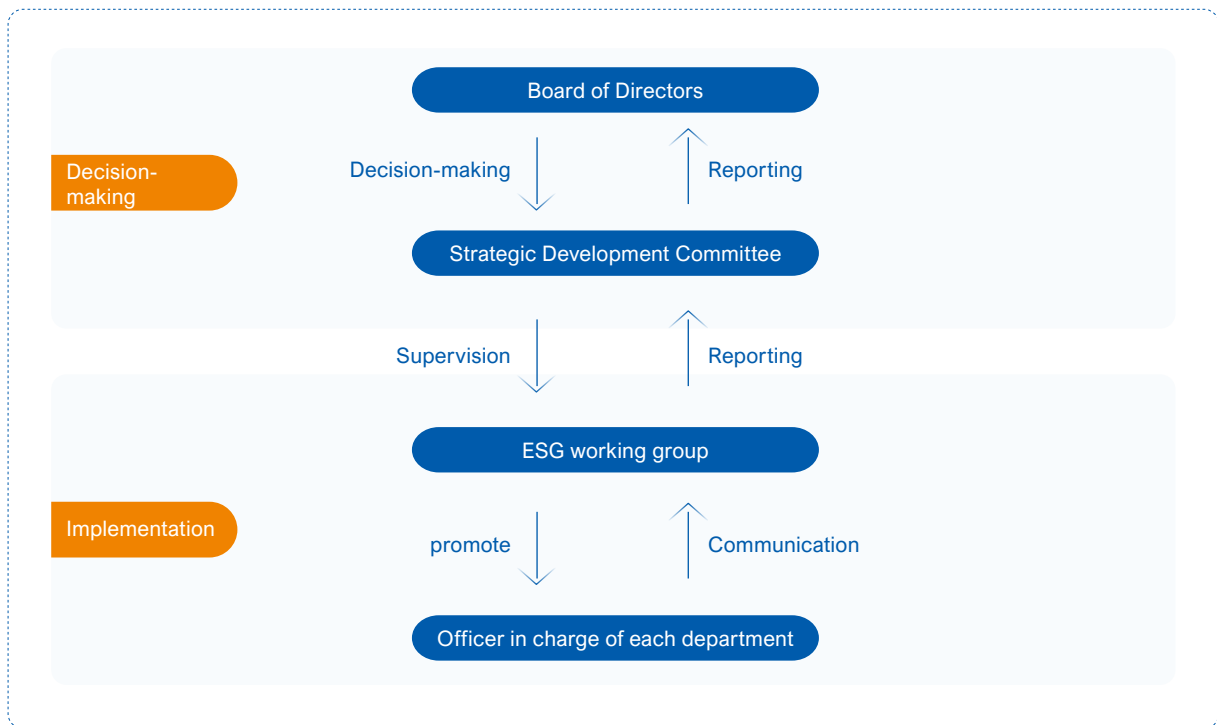 Board of Directors
Decision-making
Reporting
Decision-
making
Strategic Development Committee
Supervision
Reporting
ESG working group
Implementation
promote
Communication
Officer in charge of each department